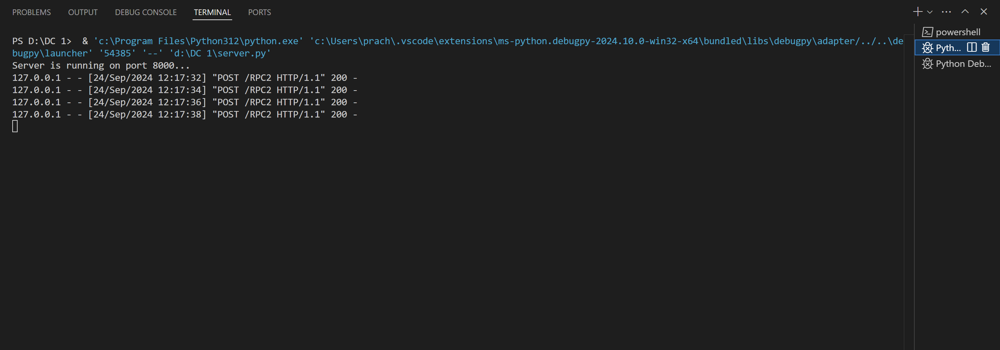 PROBLEMS OUTPUT DEBUG CONSOLE TERMINAL PORTS
PS D:\DC 1>  & 'c:\Program Files\Python312\python.exe' 'c:\Users\prach\.vscode\extensions\ms-python.debugpy-2024.10.0-win32-x64\bundled\libs\debugpy\adapter/../..\de
bugpy\launcher' '54385' '--' 'd:\DC 1\server.py'
Server is running on port 8000...
127.0.0.1 - - [24/Sep/2024 12:17:32] "POST /RPC2 HTTP/1.1" 200 -
127.0.0.1 - - [24/Sep/2024 12:17:34] "POST /RPC2 HTTP/1.1" 200 -
127.0.0.1 - - [24/Sep/2024 12:17:36] "POST /RPC2 HTTP/1.1" 200 -
127.0.0.1 - - [24/Sep/2024 12:17:38] "POST /RPC2 HTTP/1.1" 200 -
powershell
Pyth...
Python Deb...